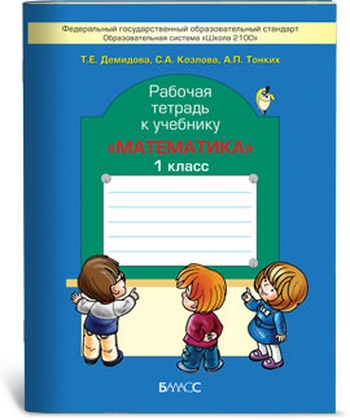 Федеральный государственный образовательный стандарт
Образовательная система «Школа 2100»
Т.Е. Демидова, С.А. Козлова, А.П. Тонких
Рабочая
тетрадь
к учебнику
«МАТЕМАТИКА»
1 класс
БАЛАСС